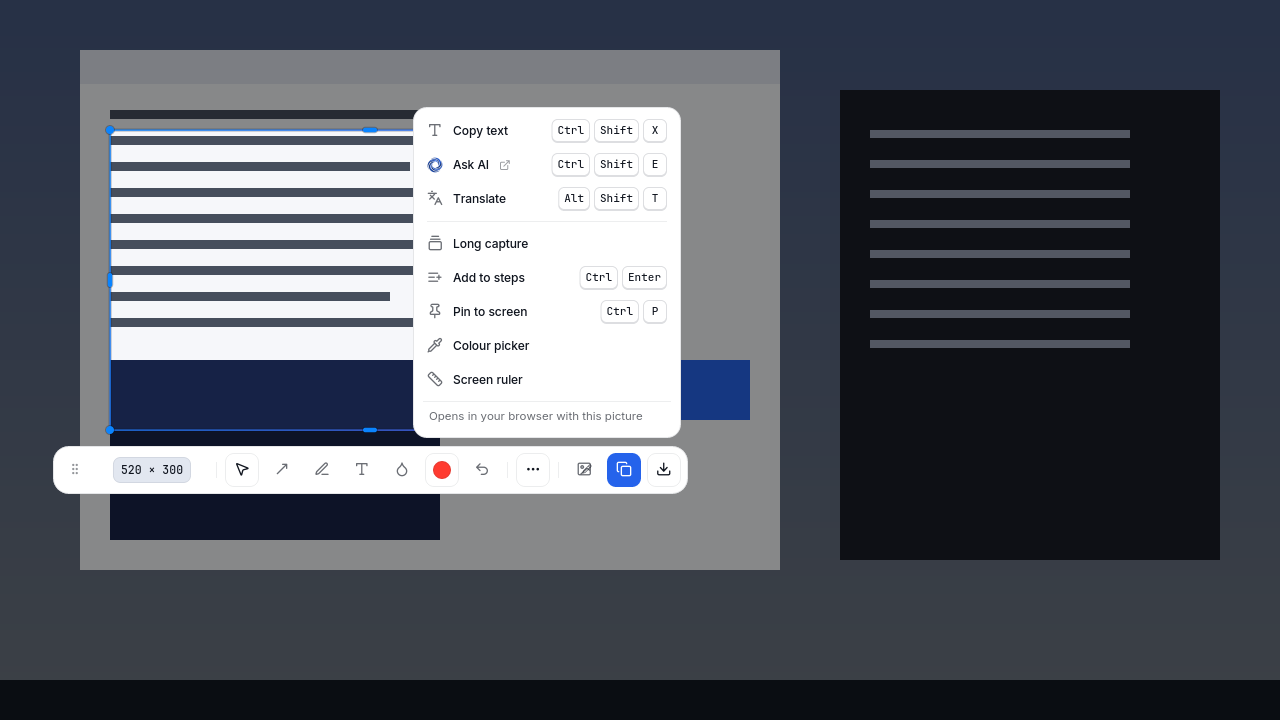 Copy text Ctrl Shift X
Ask AI Ctrl Shift E
Translate Alt Shift T
Long capture
Add to steps Ctrl Enter
Pin to screen Ctrl P
Colour picker
Screen ruler
Opens in your browser with this picture
520 × 300